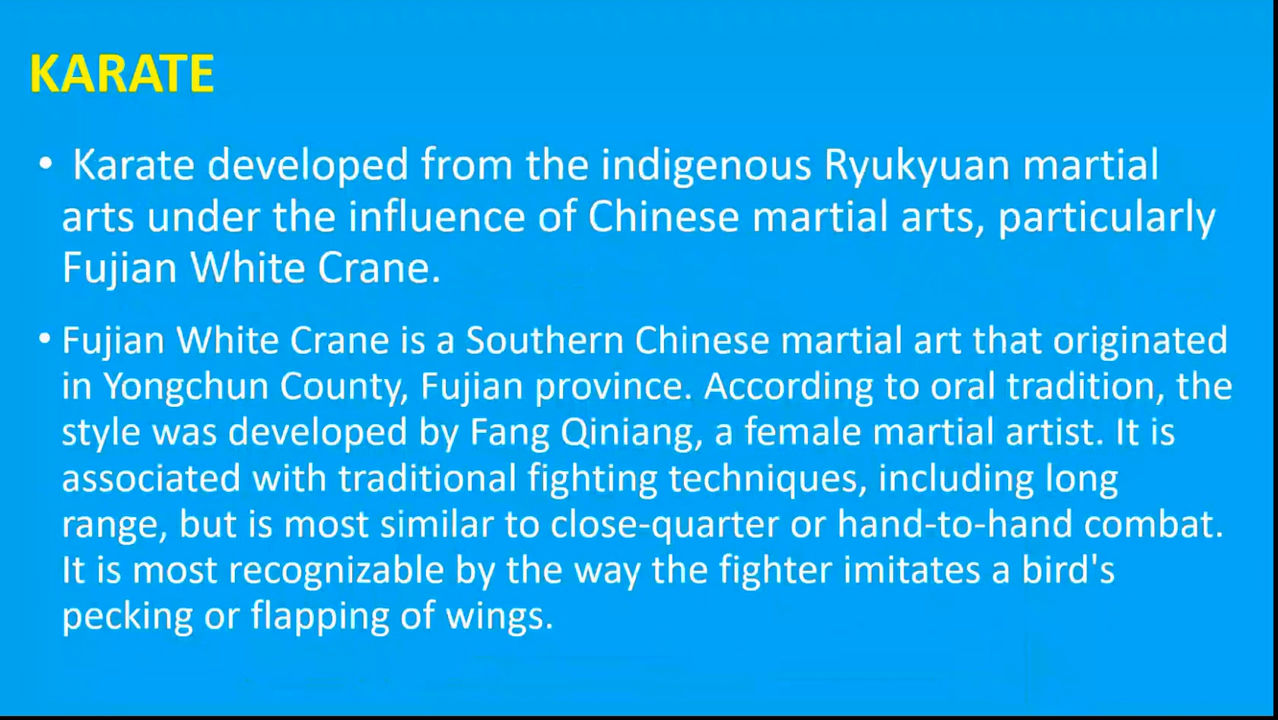 KARATE
• Karate developed from the indigenous Ryukyuan martial
arts under the influence of Chinese martial arts, particularly
Fujian White Crane.
• Fujian White Crane is a Southern Chinese martial art that originated
in Yongchun County, Fujian province. According to oral tradition, the
style was developed by Fang Qiniang, a female martial artist. It is
associated with traditional fighting techniques, including long
range, but is most similar to close-quarter or hand-to-hand combat.
It is most recognizable by the way the fighter imitates a bird's
pecking or flapping of wings.